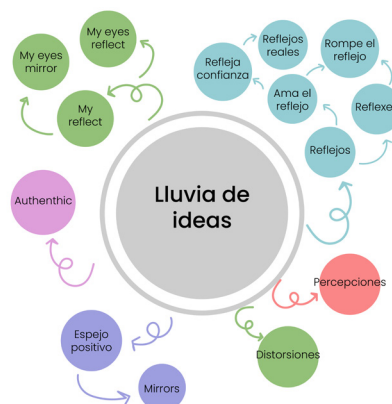 My eyes
reflect
My eyes
mirror
My
reflect
Reflejos
reales
Rompe el
reflejo
Refleja
confianza
Ama el
reflejo
Reflexe
Reflejos
Lluvia de
ideas
Authenthic
Percepciones
Espejo
positivo
Distorsiones
Mirrors